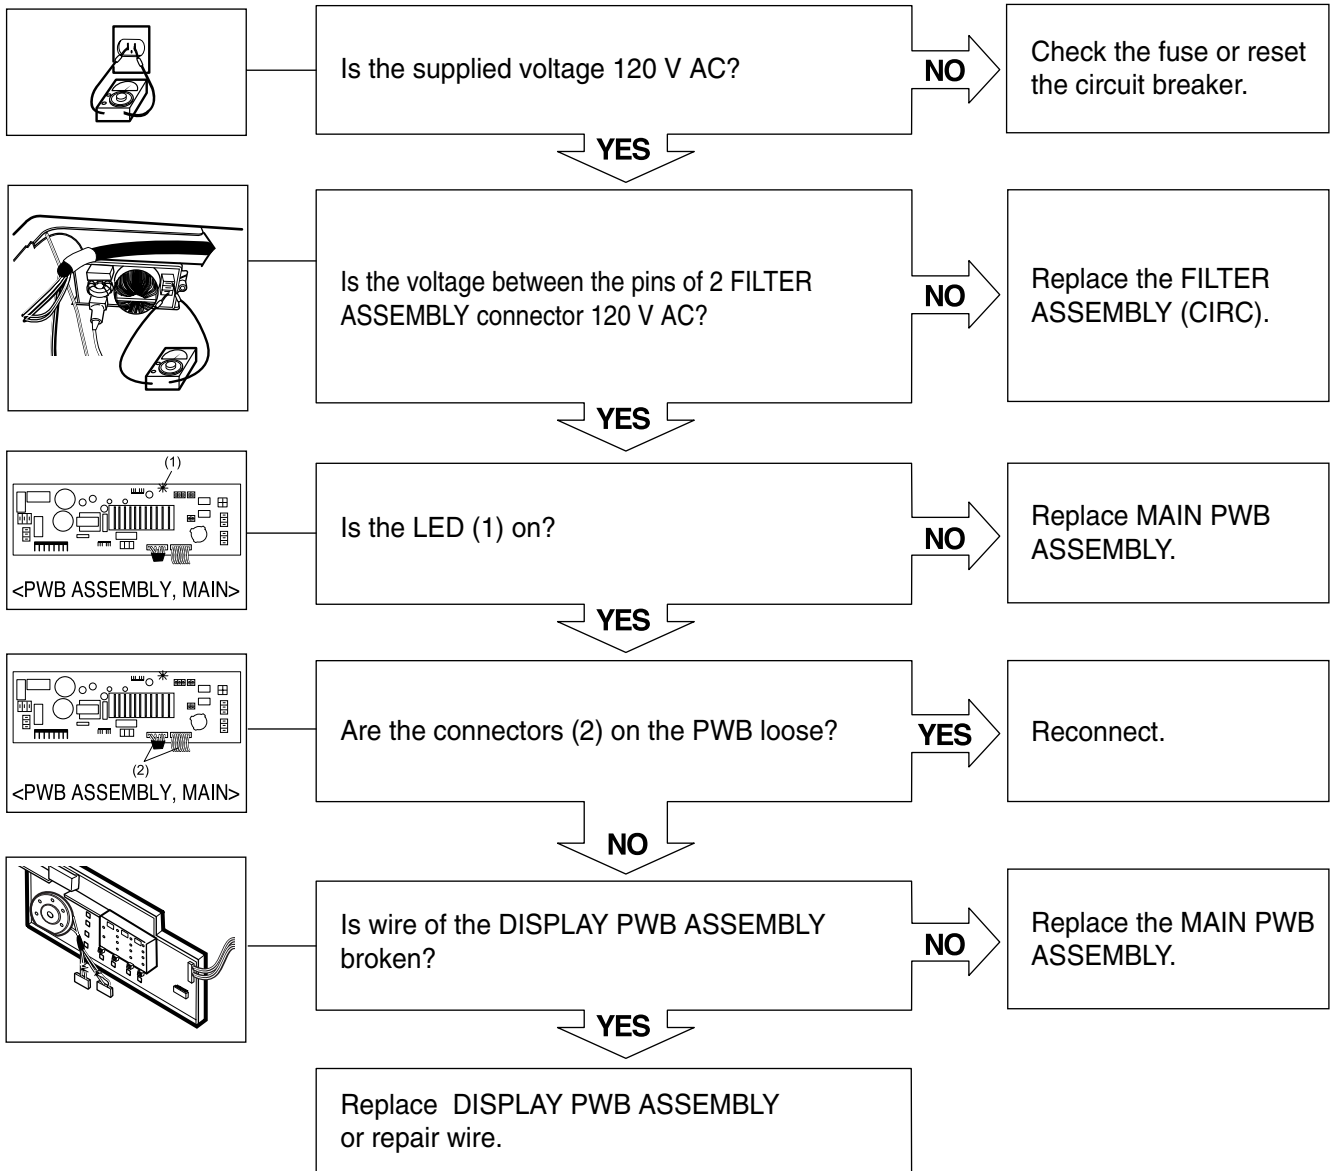 Is the supplied voltage 120 V AC?
NO
Check the fuse or reset
the circuit breaker.
YES
Is the voltage between the pins of 2 FILTER
ASSEMBLY connector 120 V AC?
NO
Replace the FILTER
ASSEMBLY (CIRC).
YES
(1)
<PWB ASSEMBLY, MAIN>
Is the LED (1) on?
NO
Replace MAIN PWB
ASSEMBLY.
YES
(2)
<PWB ASSEMBLY, MAIN>
Are the connectors (2) on the PWB loose?
YES
Reconnect.
NO
Is wire of the DISPLAY PWB ASSEMBLY
broken?
NO
Replace the MAIN PWB
ASSEMBLY.
YES
Replace DISPLAY PWB ASSEMBLY
or repair wire.